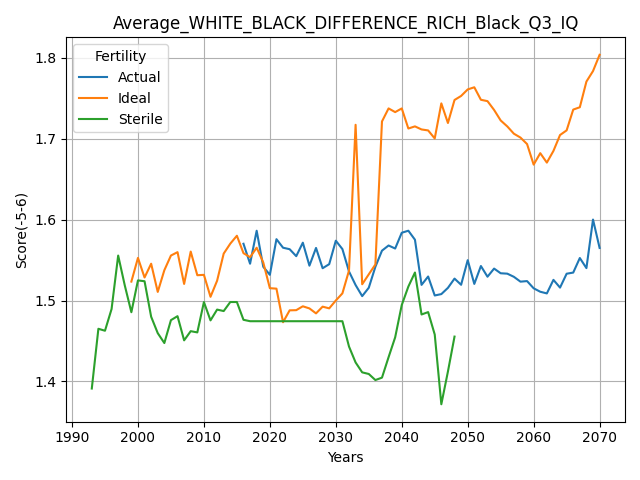 Average_WHITE_BLACK_DIFFERENCE_RICH_Black_Q3_IQ
Fertility
Actual
Ideal
Sterile
Score(-5-6)
1.8
1.7
1.6
1.5
1.4
1990 2000 2010 2020 2030 2040 2050 2060 2070
Years